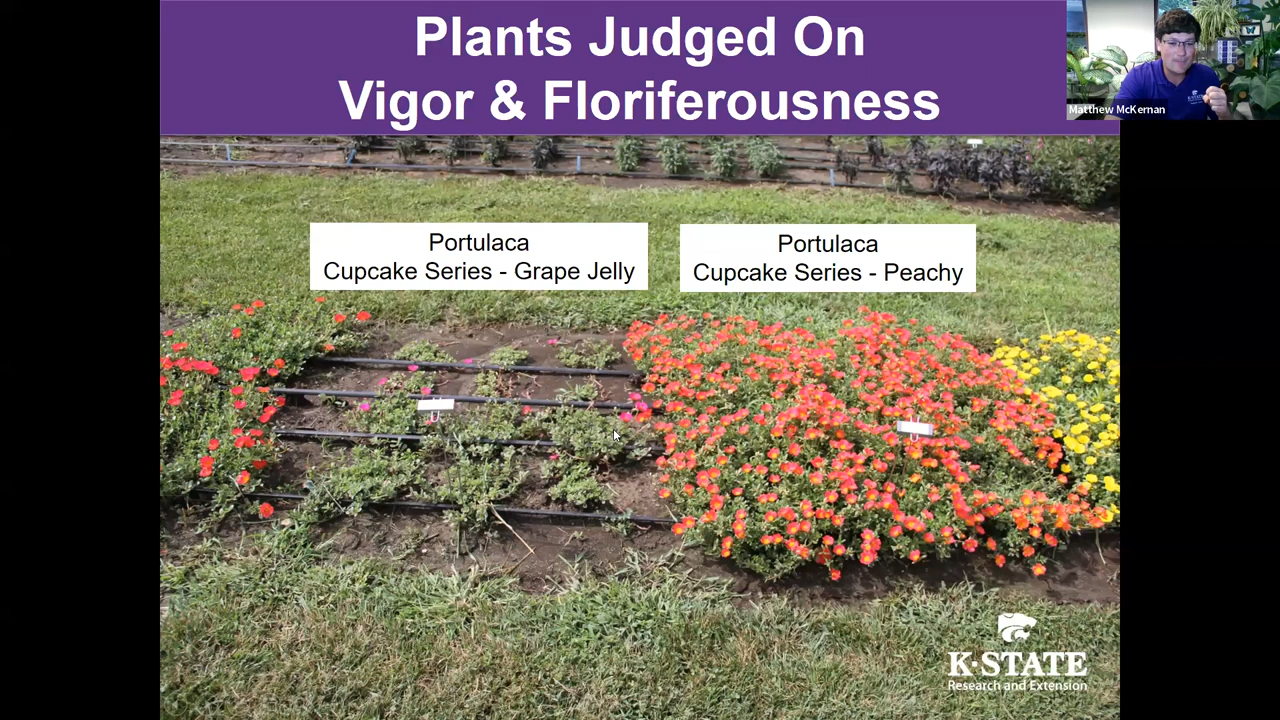 Plants Judged On
Vigor & Floriferousness
Matthew McKernan
Portulaca
Cupcake Series - Grape Jelly
Portulaca
Cupcake Series - Peachy
K-STATE
Research and Extension